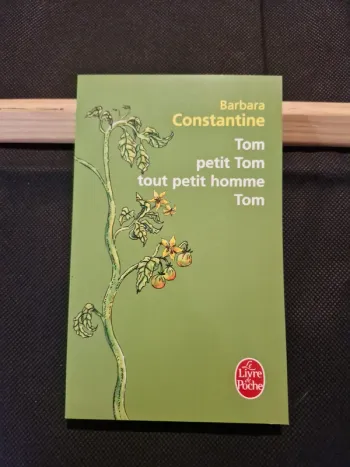 Barbara
Constantine
Tom
petit Tom
tout petit homme
Tom
Le
Livre
de
Poche